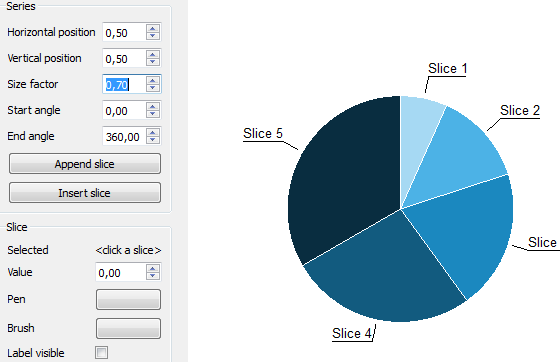 Series
Horizontal position 0,50
Vertical position 0,50
Size factor 0,70
Start angle 0,00
End angle 360,00
Append slice
Insert slice
Slice
Selected <click a slice>
Value 0,00
Pen
Brush
Label visible
Slice 1
Slice 2
Slice 5
Slice
Slice 4